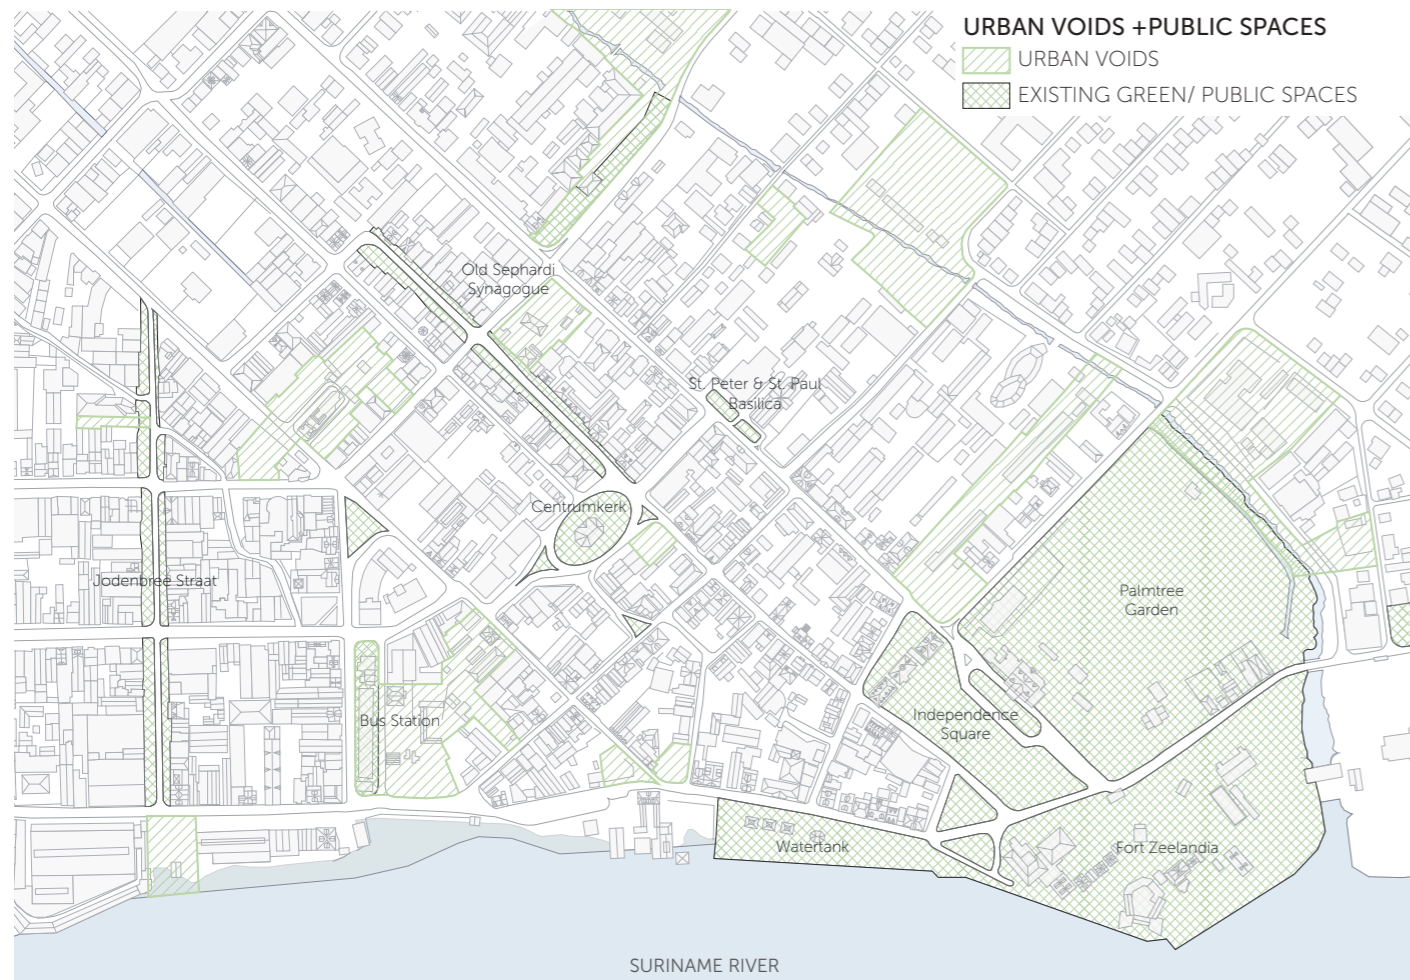 URBAN VOIDS +PUBLIC SPACES
URBAN VOIDS
EXISTING GREEN/ PUBLIC SPACES
Old Sephardi
Synagogue
St. Peter & St. Paul
Basilica
Centrumkerk
Jodenbreê Straat
Palmtree
Garden
Independence
Square
Bus Station
Watertank
Fort Zeelandia
SURINAME RIVER